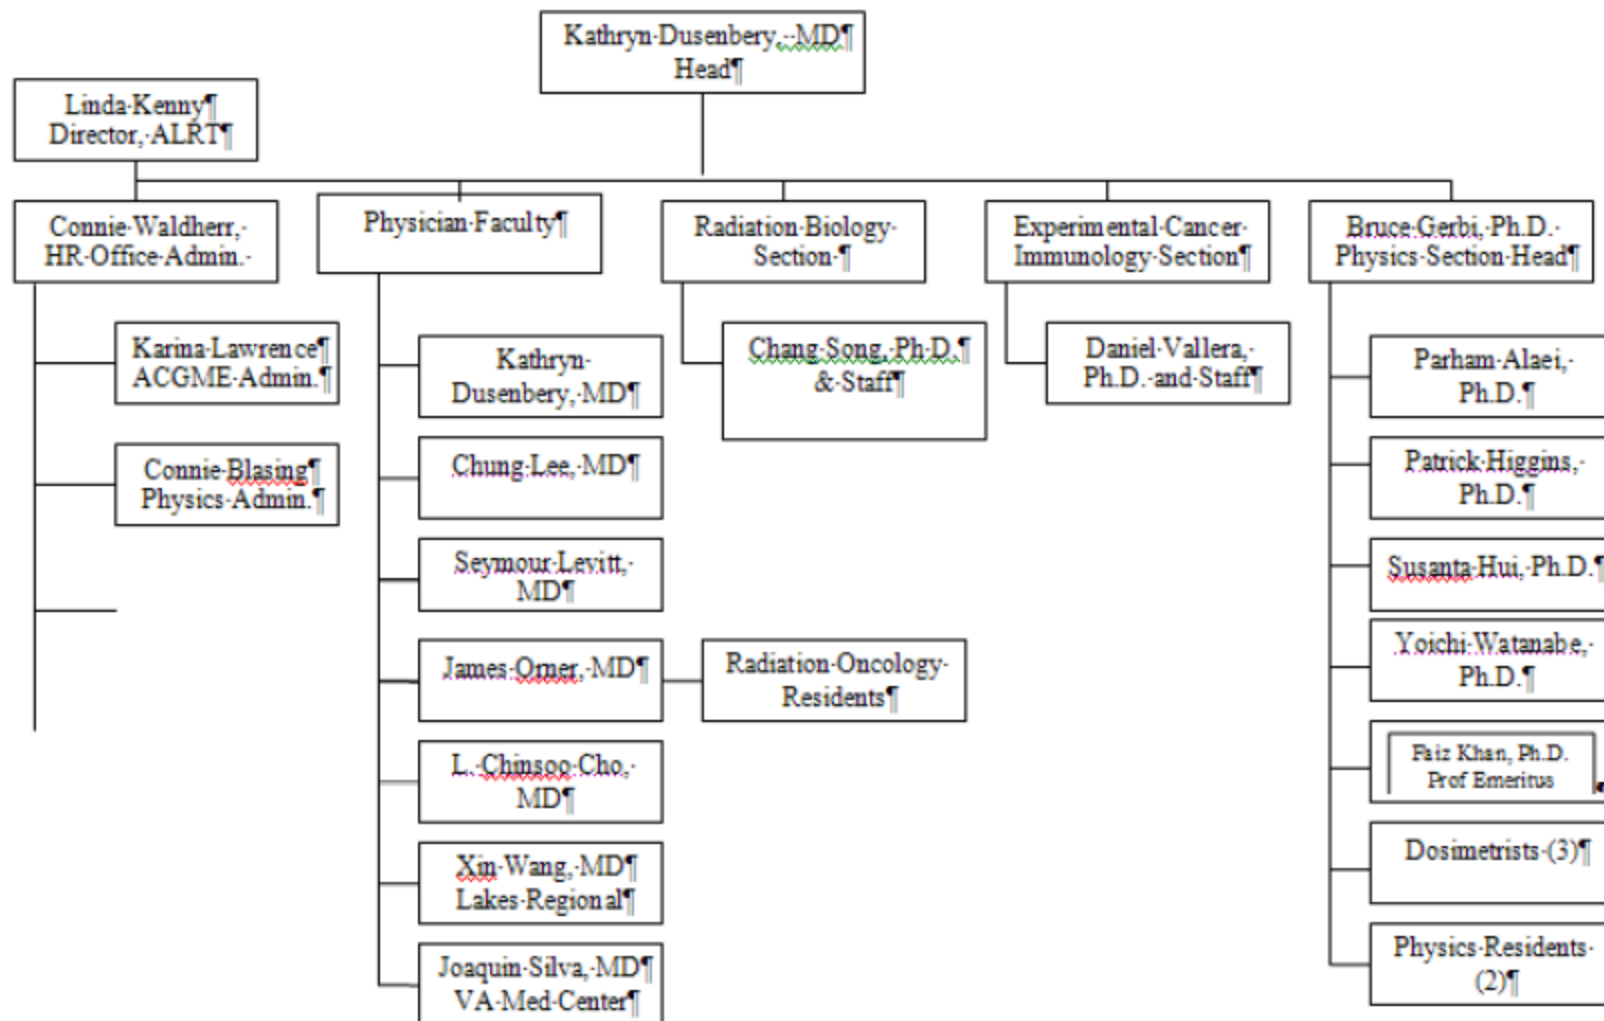 Kathryn·Dusenbery,··MD¶
Head¶
Linda·Kenny¶
Director,·ALRT¶
Connie·Waldherr,·
HR·Office·Admin.·
Karina·Lawrence¶
ACGME·Admin.¶
Connie·Blasing¶
Physics·Admin.¶
Physician·Faculty¶
Kathryn·
Dusenbery,·MD¶
Chung·Lee,·MD¶
Seymour·Levitt,·
MD¶
James·Orner,·MD¶
Radiation·Oncology·
Residents¶
L.·Chinsoo·Cho,·
MD¶
Xin·Wang,·MD¶
Lakes·Regional¶
Joaquin·Silva,·MD¶
VA·Med·Center¶
Radiation·Biology·
Section·¶
Chang·Song,·Ph·D.¶
&·Staff¶
Experimental·Cancer·
Immunology·Section¶
Daniel·Vallera,·
Ph.D.·and·Staff¶
Bruce·Gerbi,·Ph.D.·
Physics·Section·Head¶
Parham·Alaei,·
Ph.D.¶
Patrick·Higgins,·
Ph.D.¶
Susanta·Hui,·Ph.D.¶
Yoichi·Watanabe,·
Ph.D.¶
Faiz Khan, Ph.D.
Prof Emeritus
¶
Dosimetrists·(3)¶
Physics·Residents·
(2)¶